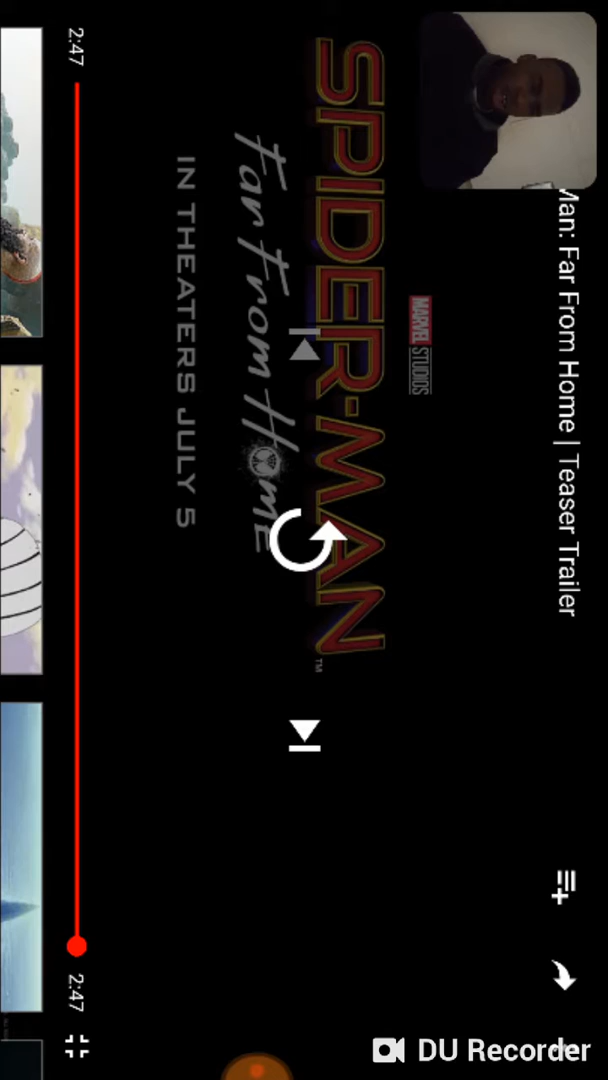 Man: Far From Home | Teaser Trailer
MARVEL STUDIOS
SPIDER-MAN™
Far From Home
IN THEATERS JULY 5
2:47
2:47
DU Recorder